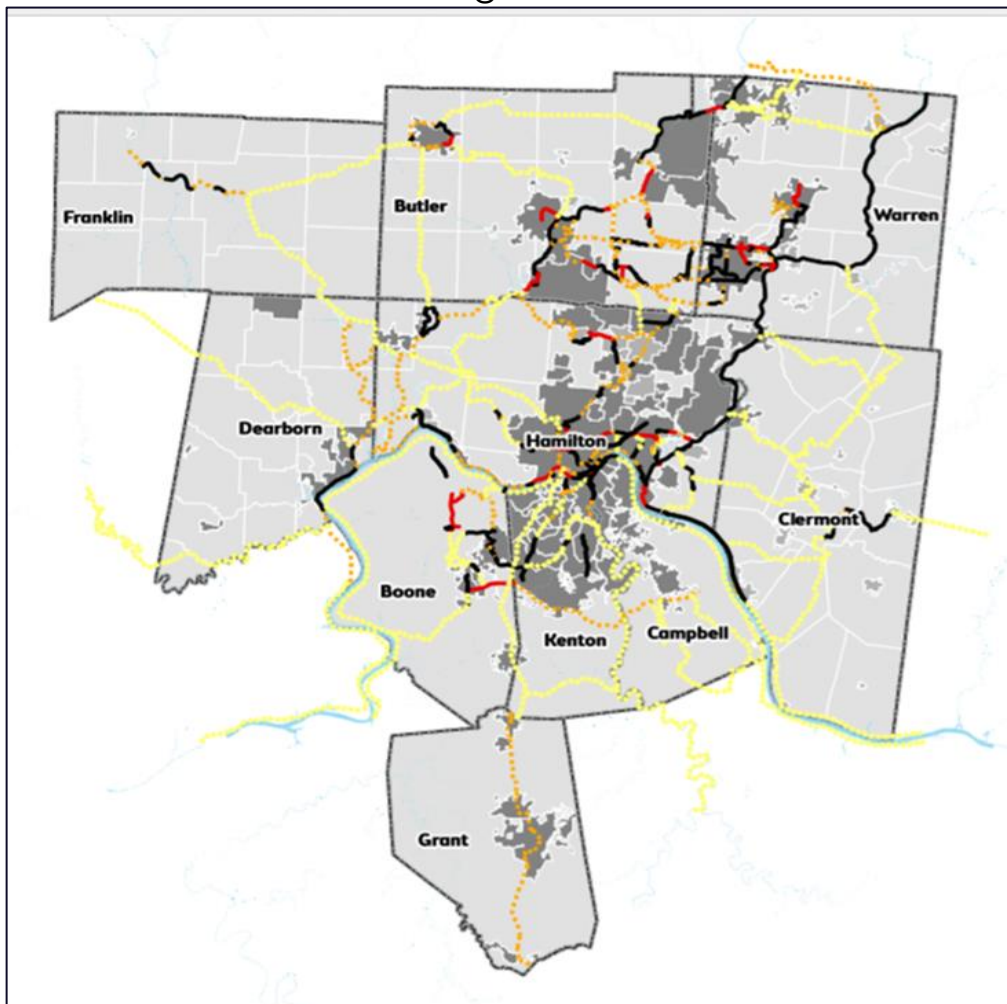 Franklin
Butler
Warren
Dearborn
Hamilton
Clermont
Boone
Kenton
Campbell
Grant